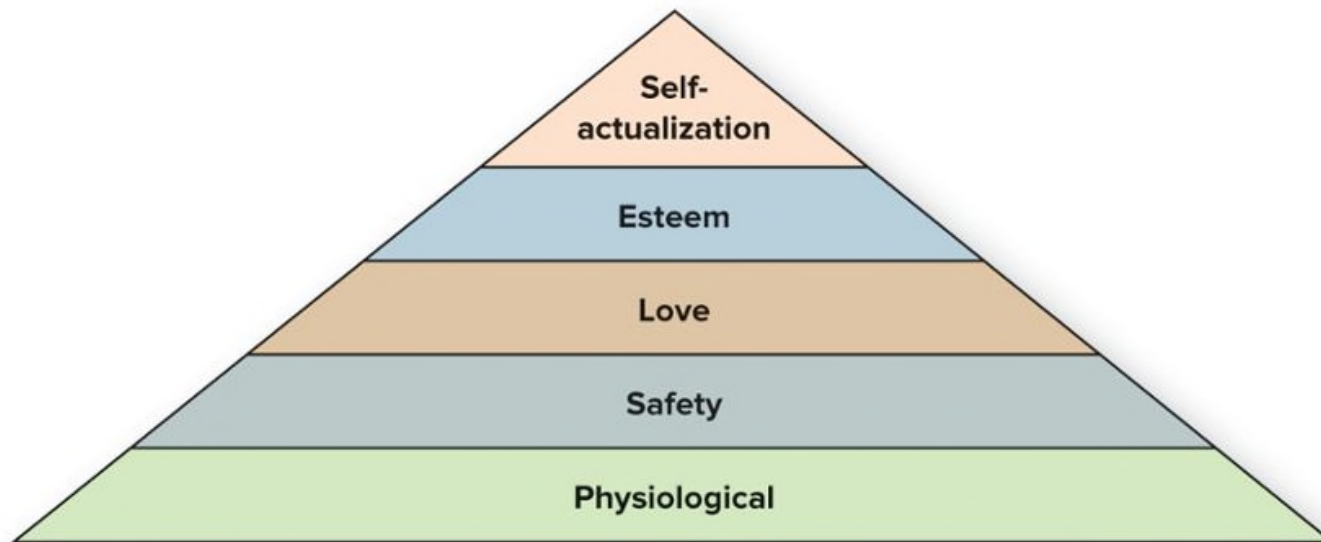 Self-
actualization
Esteem
Love
Safety
Physiological